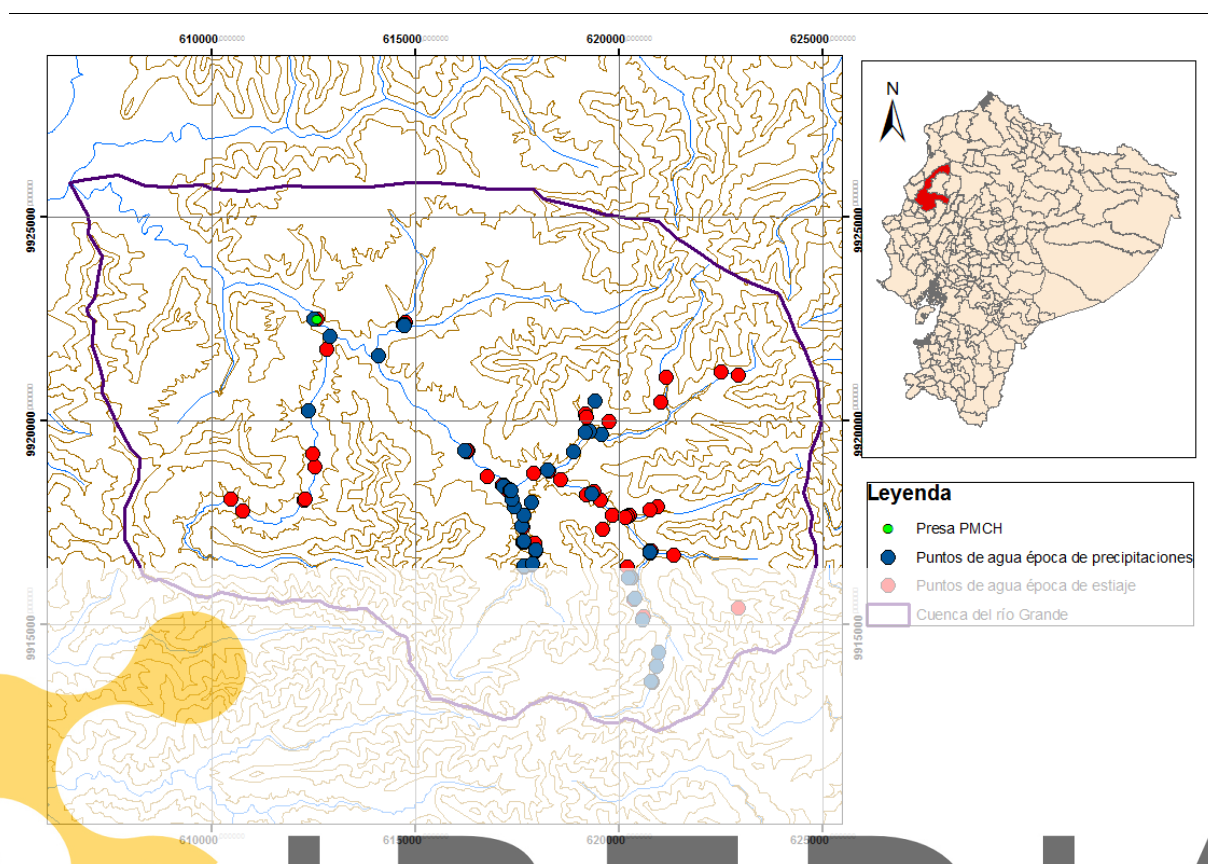 610000 615000 620000 625000
N
9925000 9925000
9920000 9920000
Leyenda
Presa PMCH
Puntos de agua época de precipitaciones
Puntos de agua época de estiaje
Cuenca del río Grande
9915000 9915000
610000 615000 620000 625000